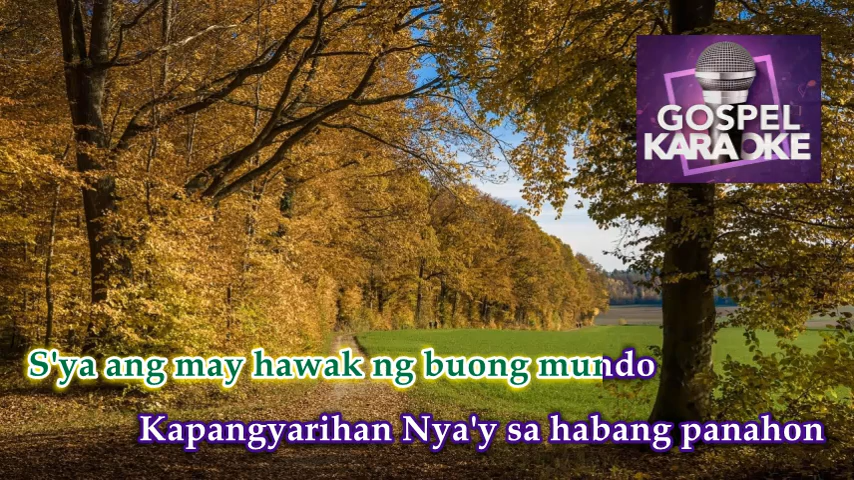 GOSPEL
KARAOKE
S'ya ang may hawak ng buong mundo
Kapangyarihan Nya'y sa habang panahon